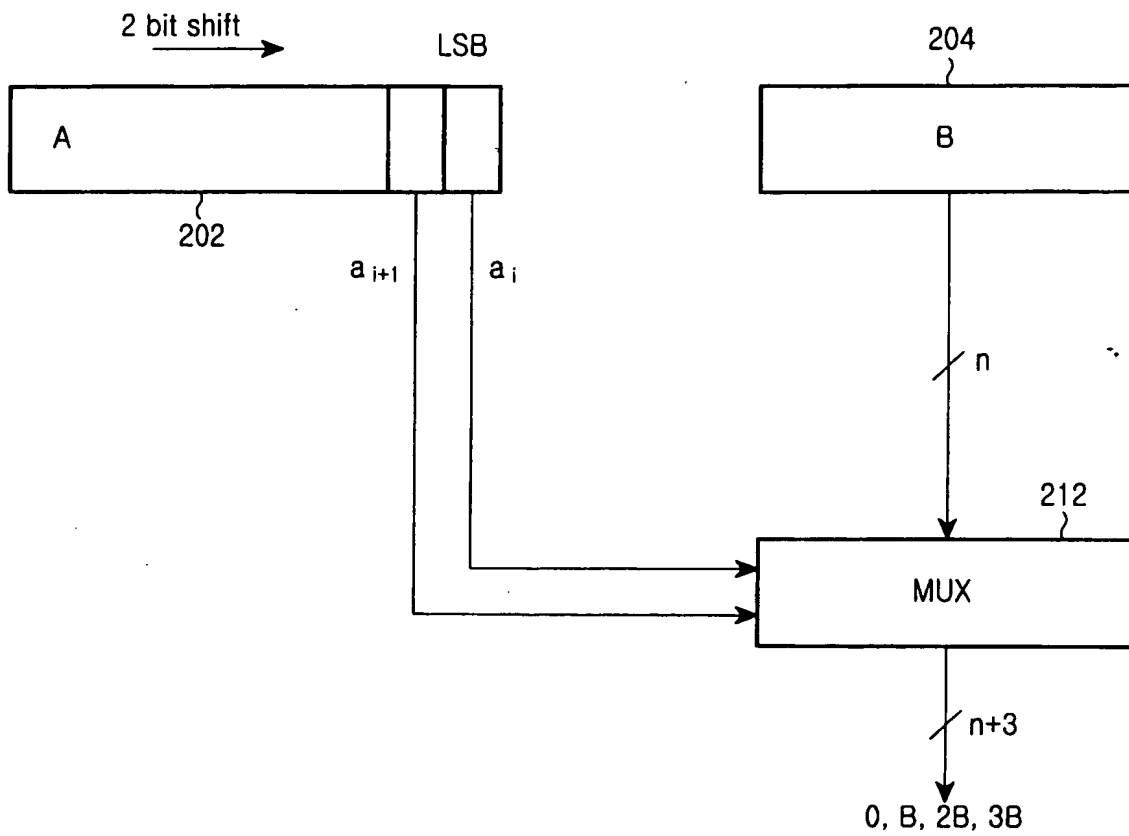 2 bit shift
LSB
204
A
B
202
a i+1
a i
n
212
MUX
n+3
0, B, 2B, 3B